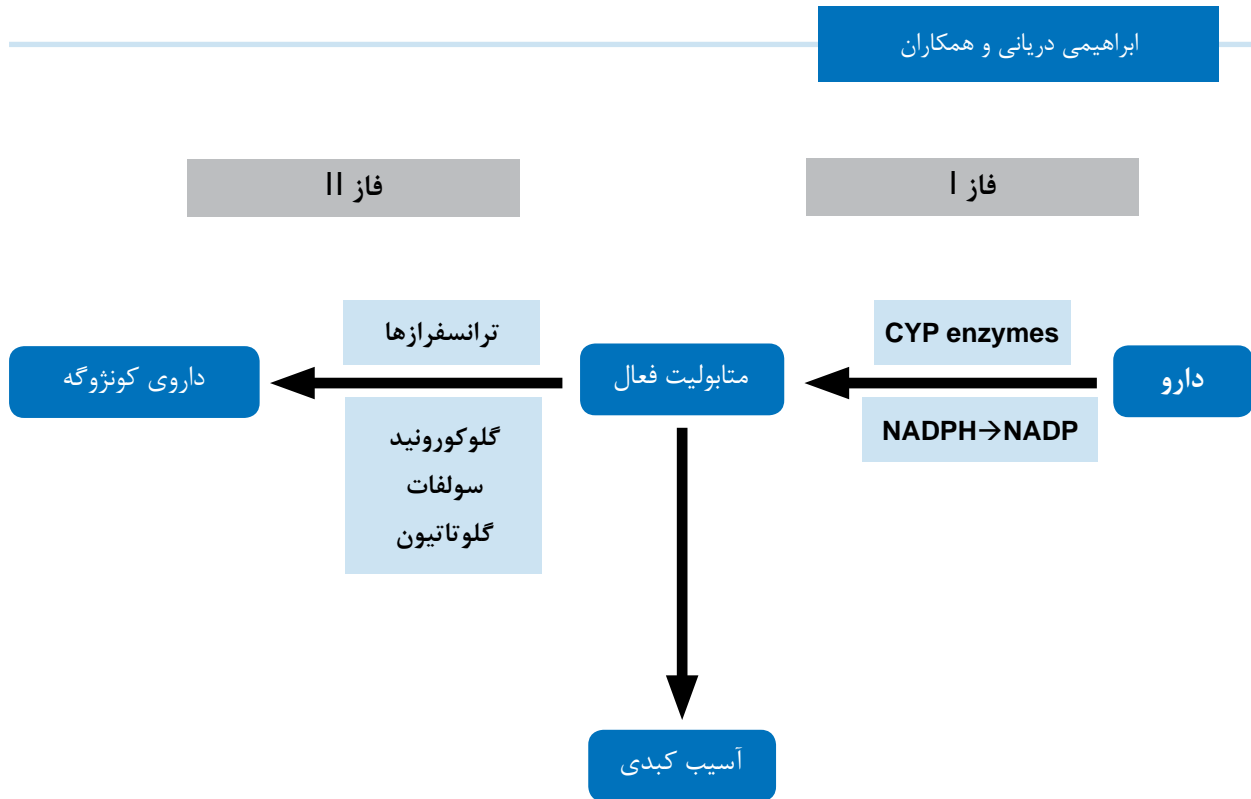 ابراهیمی دریانی و همکاران
فاز I
فاز II
دارو
CYP enzymes
NADPH→NADP
متابولیت فعال
ترانسفرازها
گلوکورونید
سولفات
گلوتاتیون
داروی کونژوگه
آسیب کبدی